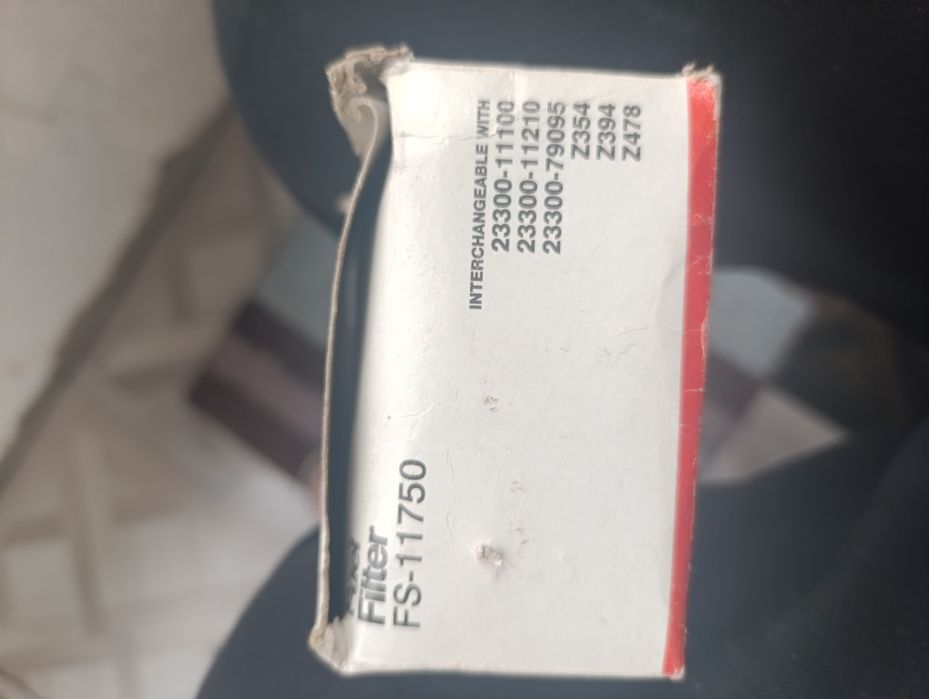 Filter
FS-11750
INTERCHANGEABLE WITH
23300-11100
23300-11210
23300-79095
Z354
Z394
Z478